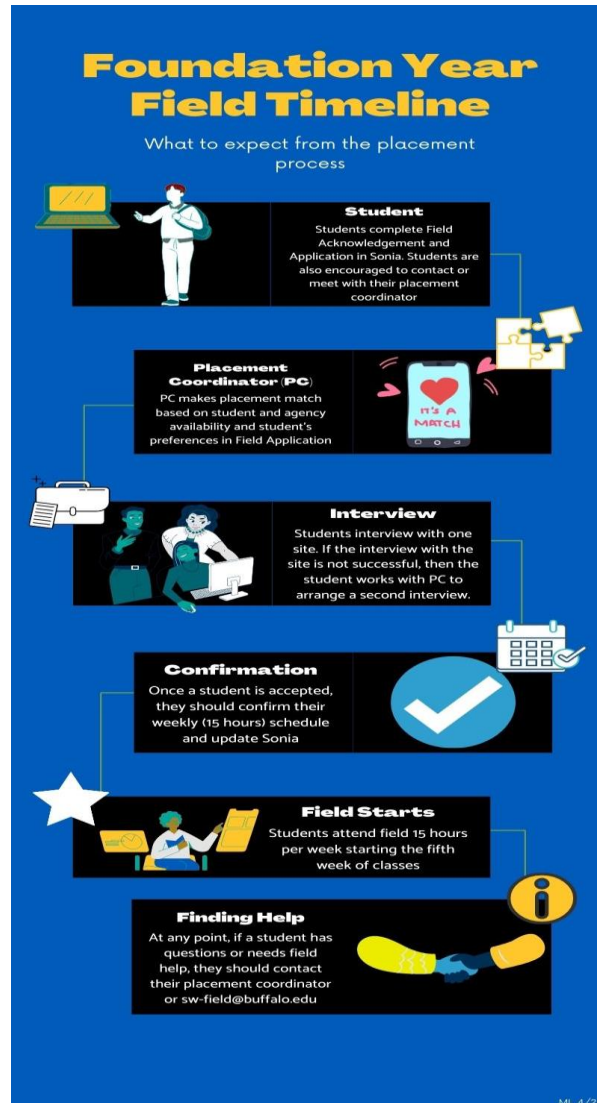 Foundation Year
Field Timeline
What to expect from the placement
process
Student
Students complete Field
Acknowledgement and
Application in Sonia. Students are
also encouraged to contact or
meet with their placement
coordinator
Placement
Coordinator (PC)
PC makes placement match
based on student and agency
availability and student's
preferences in Field Application
IT'S A
MATCH
Interview
Students interview with one
site. If the interview with the
site is not successful, then the
student works with PC to
arrange a second interview.
Confirmation
Once a student is accepted,
they should confirm their
weekly (15 hours) schedule
and update Sonia
Field Starts
Students attend field 15 hours
per week starting the fifth
week of classes
Finding Help
At any point, if a student has
questions or needs field
help, they should contact
their placement coordinator
or sw-field@buffalo.edu